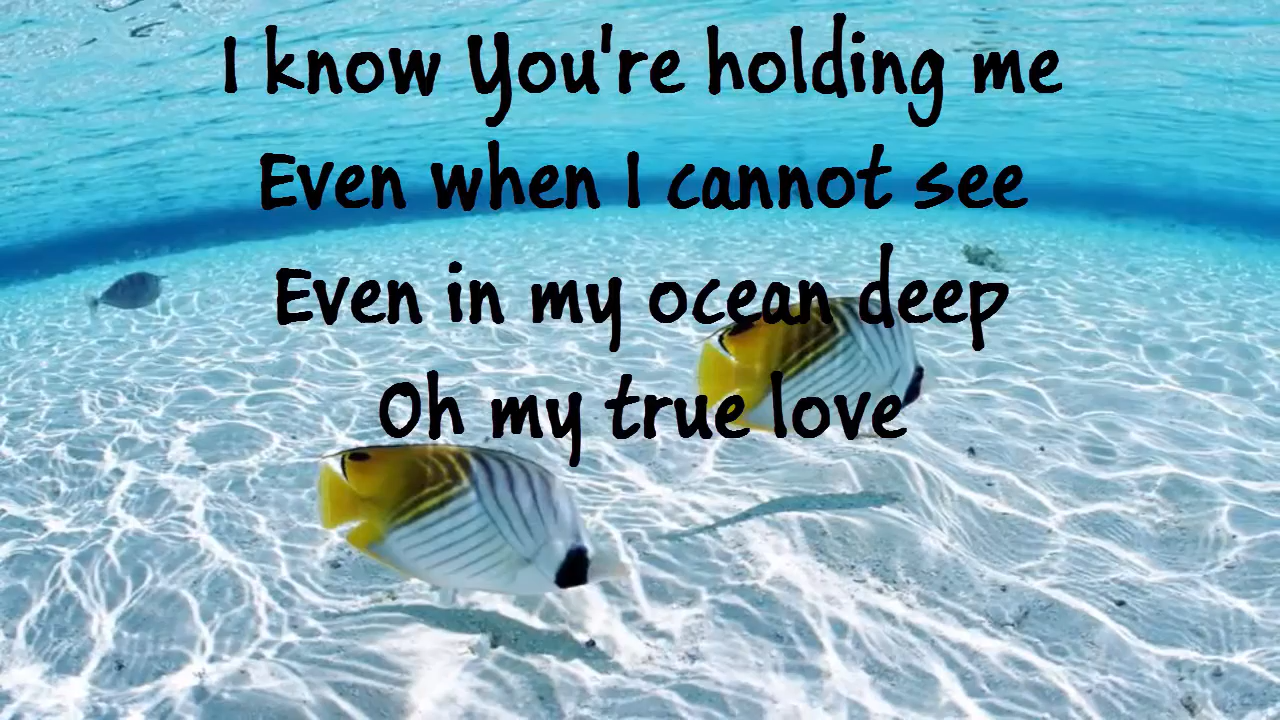 I know You're holding me
Even when I cannot see
Even in my ocean deep
Oh my true love